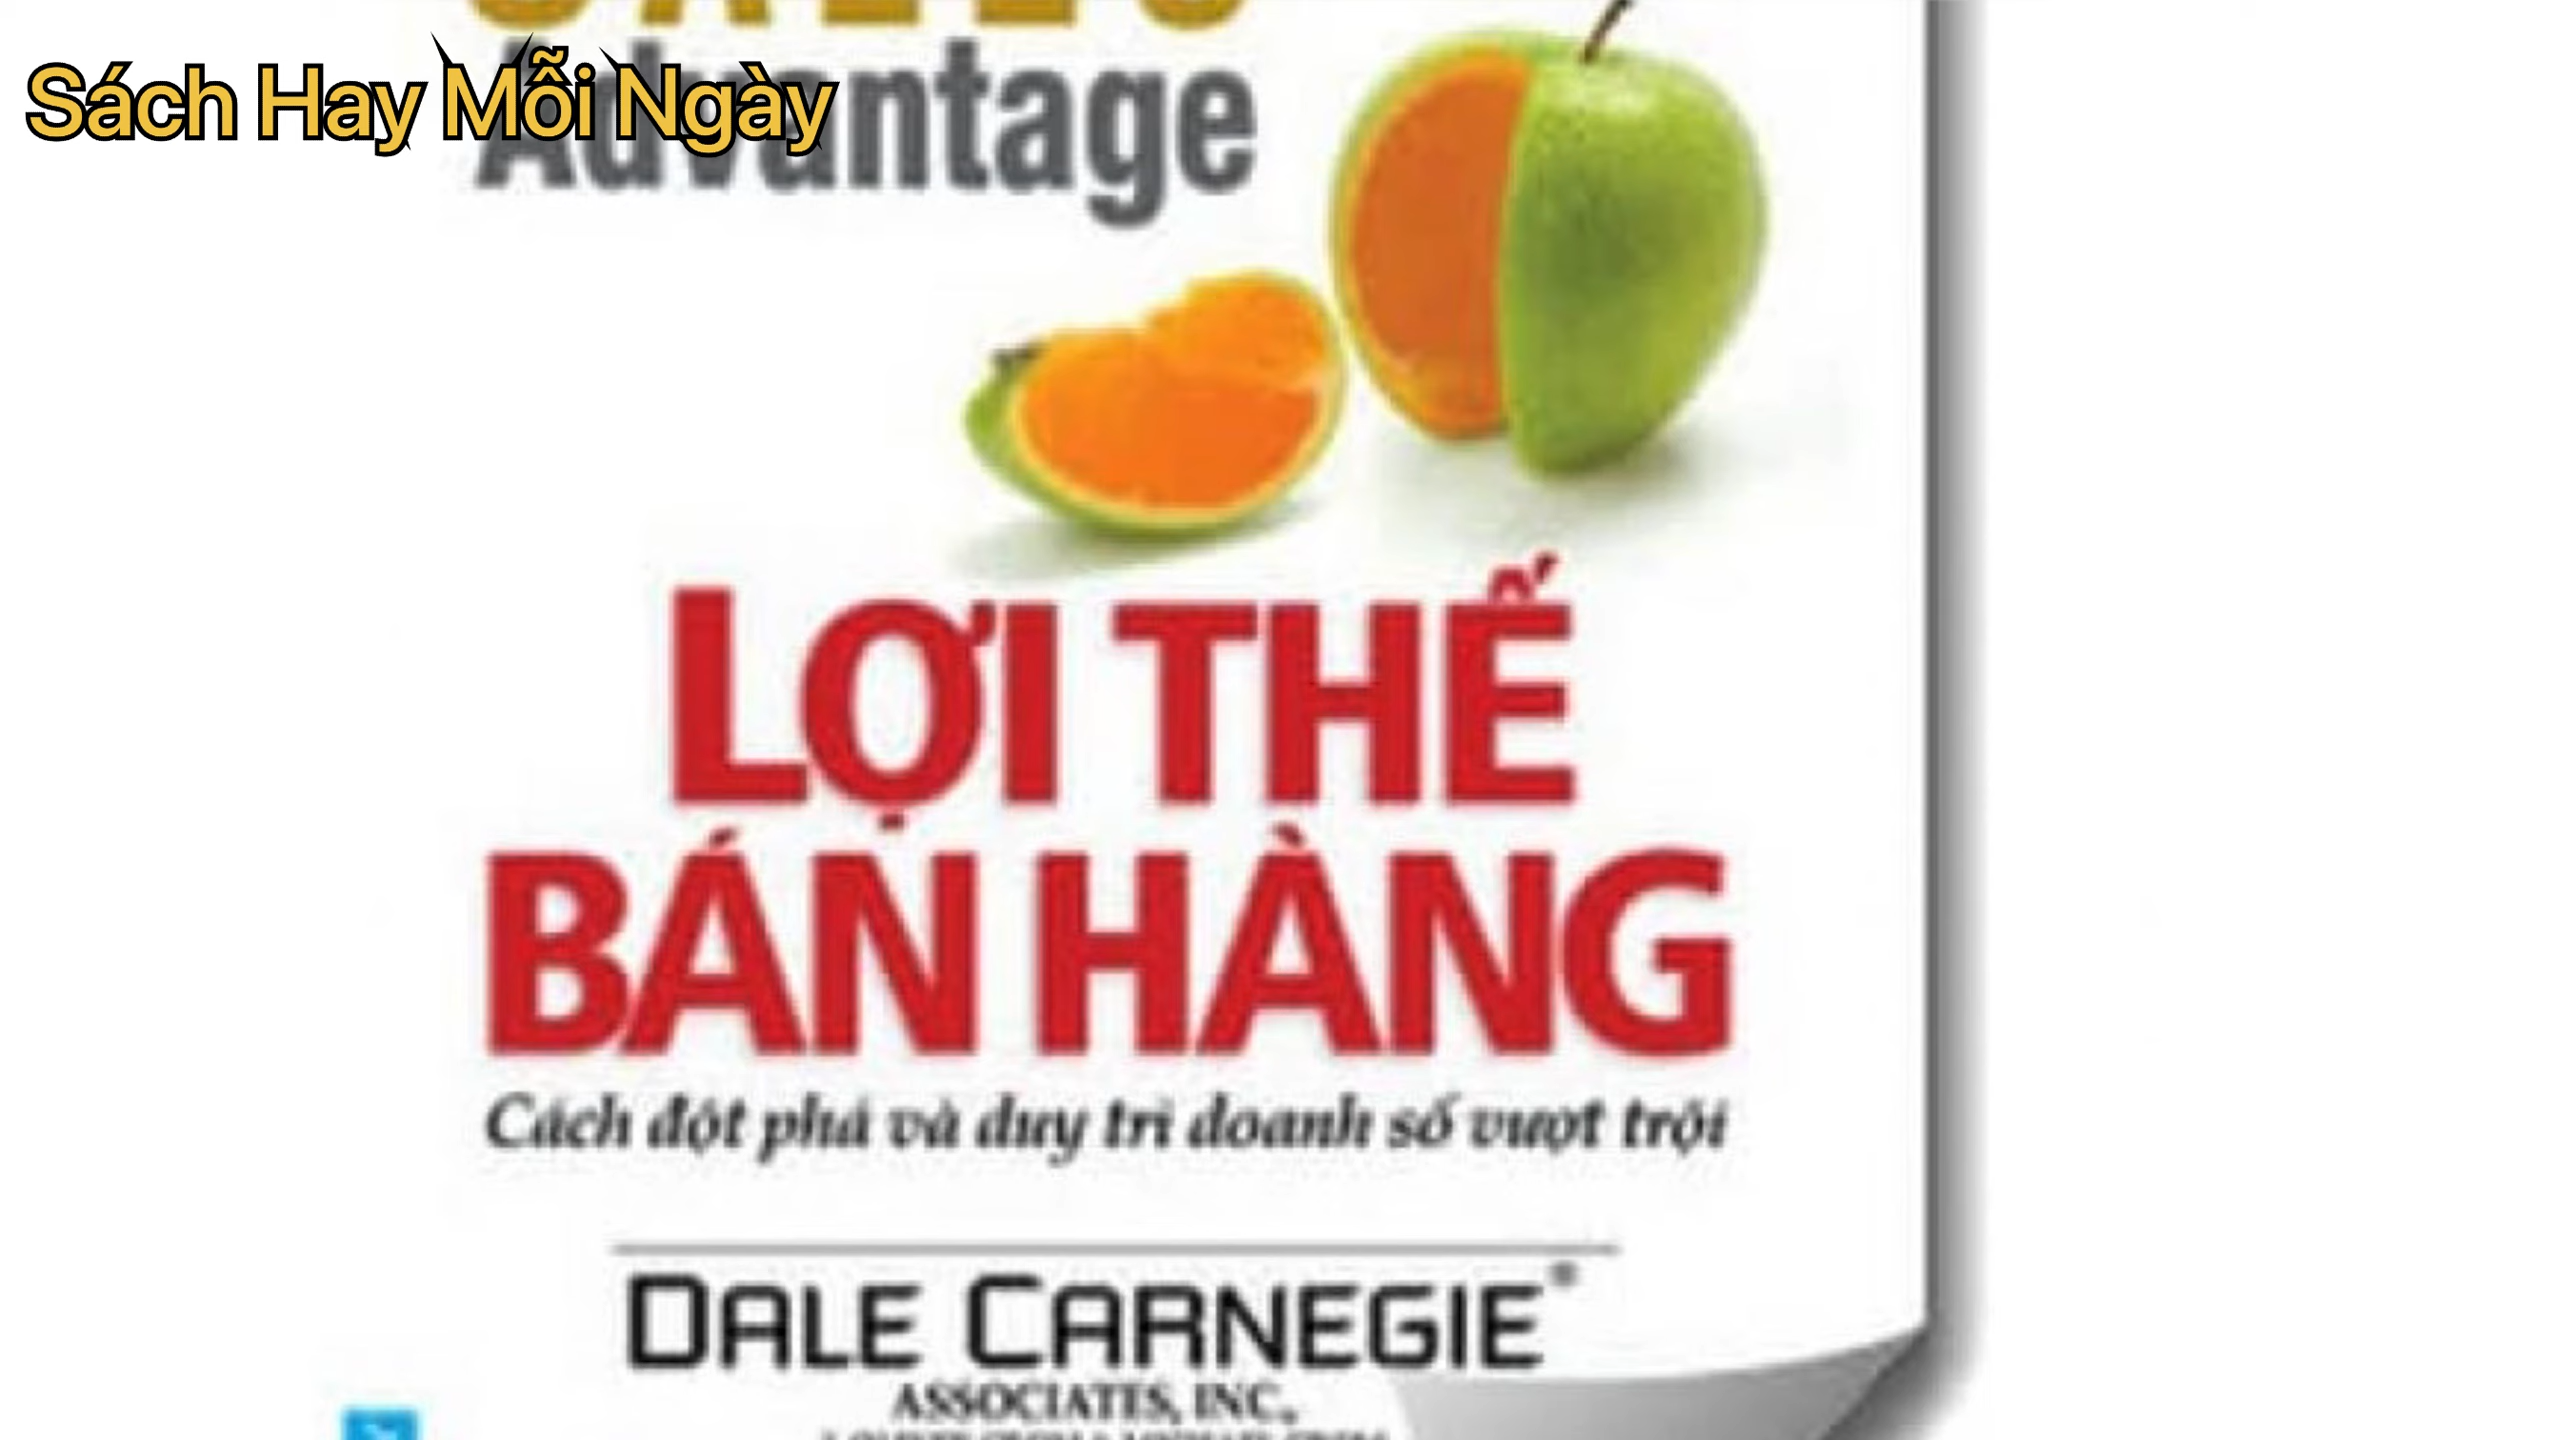 Sách Hay Mỗi Ngày
Advantage
LỢI THẾ
BÁN HÀNG
Cách đột phá và duy trì doanh số vượt trội
DALE CARNEGIE®
ASSOCIATES, INC.,